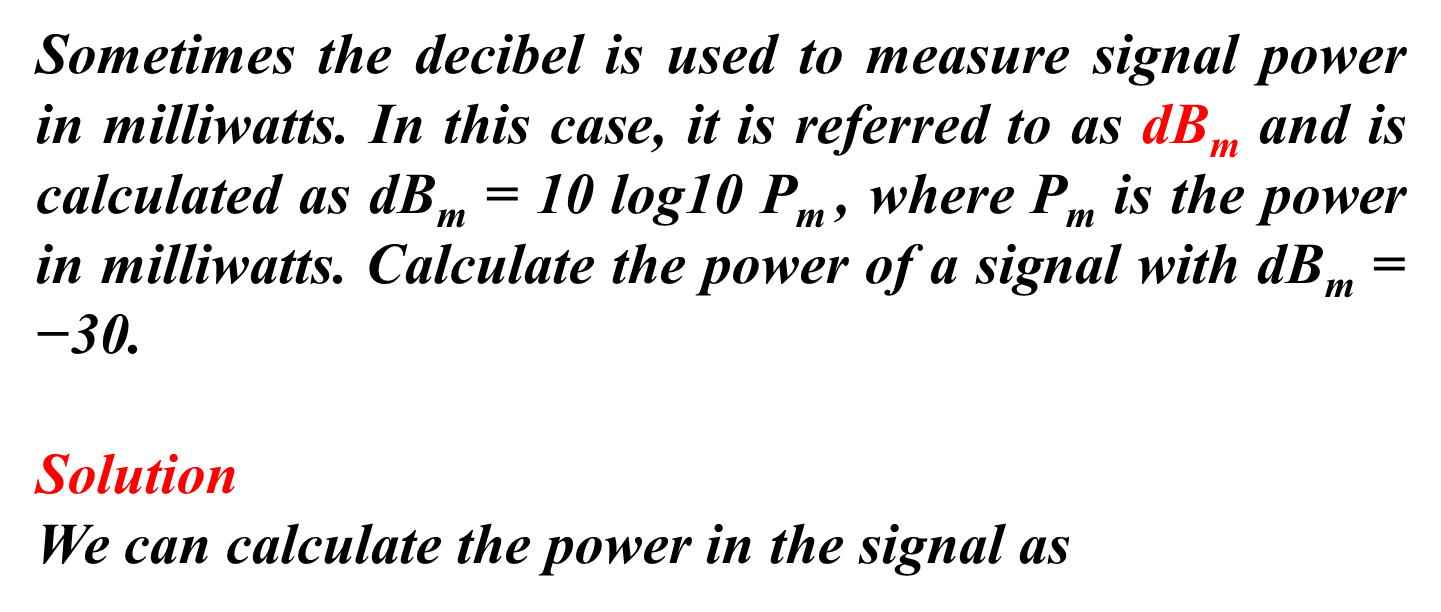 Sometimes the decibel is used to measure signal power
in milliwatts. In this case, it is referred to as dBm and is
calculated as dBm = 10 log10 Pm, where Pm is the power
in milliwatts. Calculate the power of a signal with dBm =
−30.
Solution
We can calculate the power in the signal as